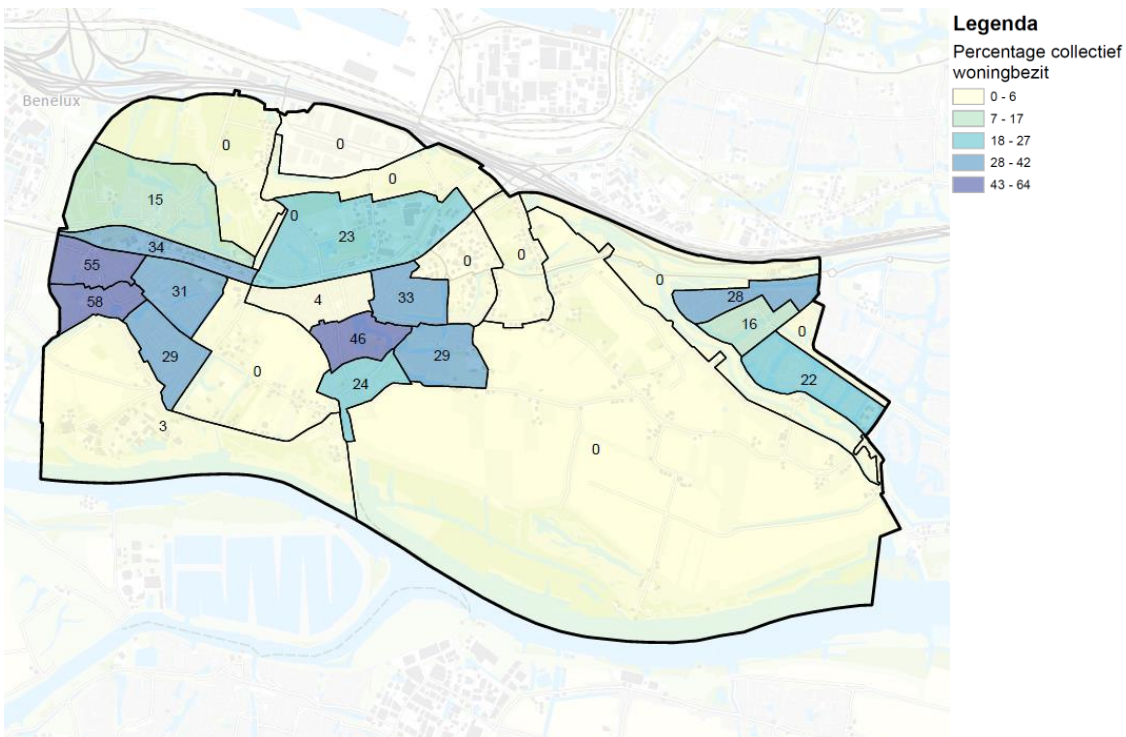 Legenda
Percentage collectief
woningbezit
0 - 6
7 - 17
18 - 27
28 - 42
43 - 64
Benelux
0
0
0
15
0
23
34
0
0
55
31
0
28
58
4
33
16
0
46
29
29
0
24
22
3
0